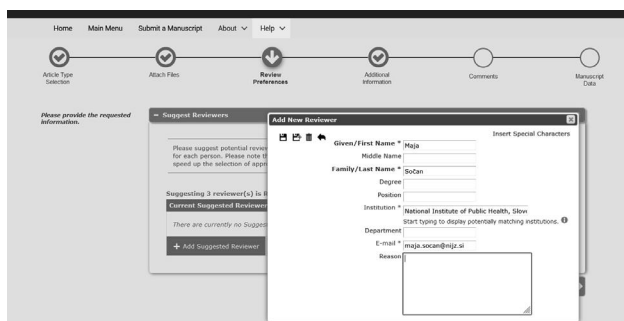 Home Main Menu Submit a Manuscript About Help
Article Type Selection
Attach Files
Review Preferences
Additional Information
Comments
Manuscript Data
Please provide the requested information.
− Suggest Reviewers
Please suggest potential review
for each person. Please note th
speed up the selection of appr
Suggesting 3 reviewer(s) is R
Current Suggested Reviewer
There are currently no Sugges
+ Add Suggested Reviewer
Add New Reviewer
Insert Special Characters
Given/First Name * Maja
Middle Name
Family/Last Name * Sočan
Degree
Position
Institution * National Institute of Public Health, Slov
Start typing to display potentially matching institutions.
Department
E-mail * maja.socan@nijz.si
Reason